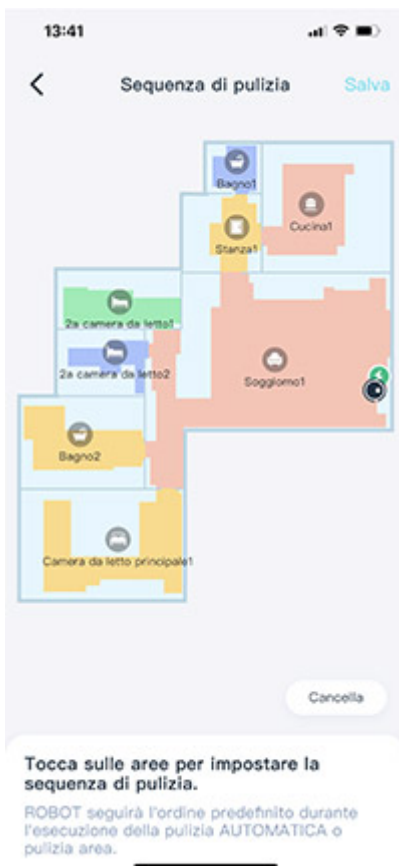 13:41
Sequenza di pulizia
Salva
Bagno1
Cucina1
Stanza1
2a camera da letto1
2a camera da letto2
Soggiorno1
Bagno2
Camera da letto principale1
Cancella
Tocca sulle aree per impostare la
sequenza di pulizia.
ROBOT seguirà l'ordine predefinito durante
l'esecuzione della pulizia AUTOMATICA o
pulizia area.